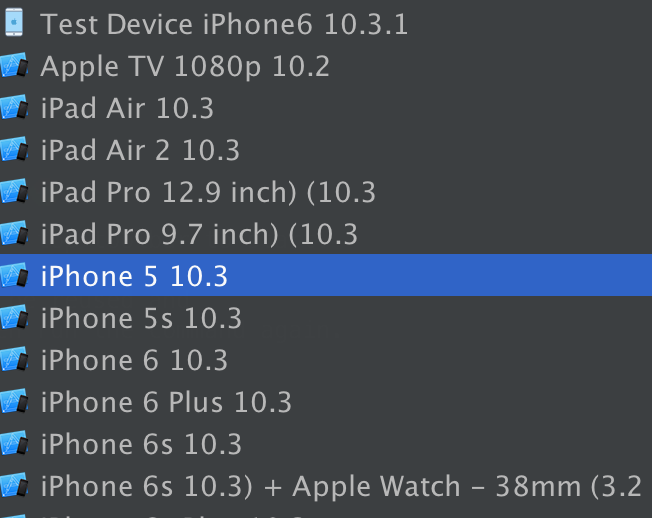 Test Device iPhone6 10.3.1
Apple TV 1080p 10.2
iPad Air 10.3
iPad Air 2 10.3
iPad Pro 12.9 inch) (10.3
iPad Pro 9.7 inch) (10.3
iPhone 5 10.3
iPhone 5s 10.3
iPhone 6 10.3
iPhone 6 Plus 10.3
iPhone 6s 10.3
iPhone 6s 10.3) + Apple Watch – 38mm (3.2